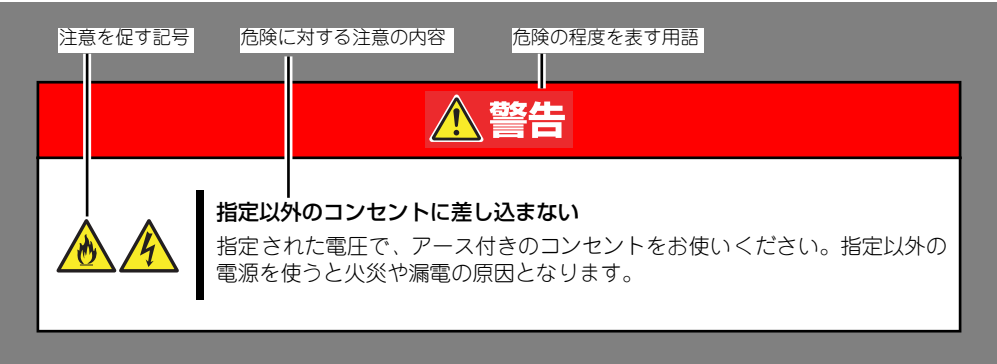 注意を促す記号
危険に対する注意の内容
危険の程度を表す用語
警告
指定以外のコンセントに差し込まない
指定された電圧で、アース付きのコンセントをお使いください。指定以外の
電源を使うと火災や漏電の原因となります。